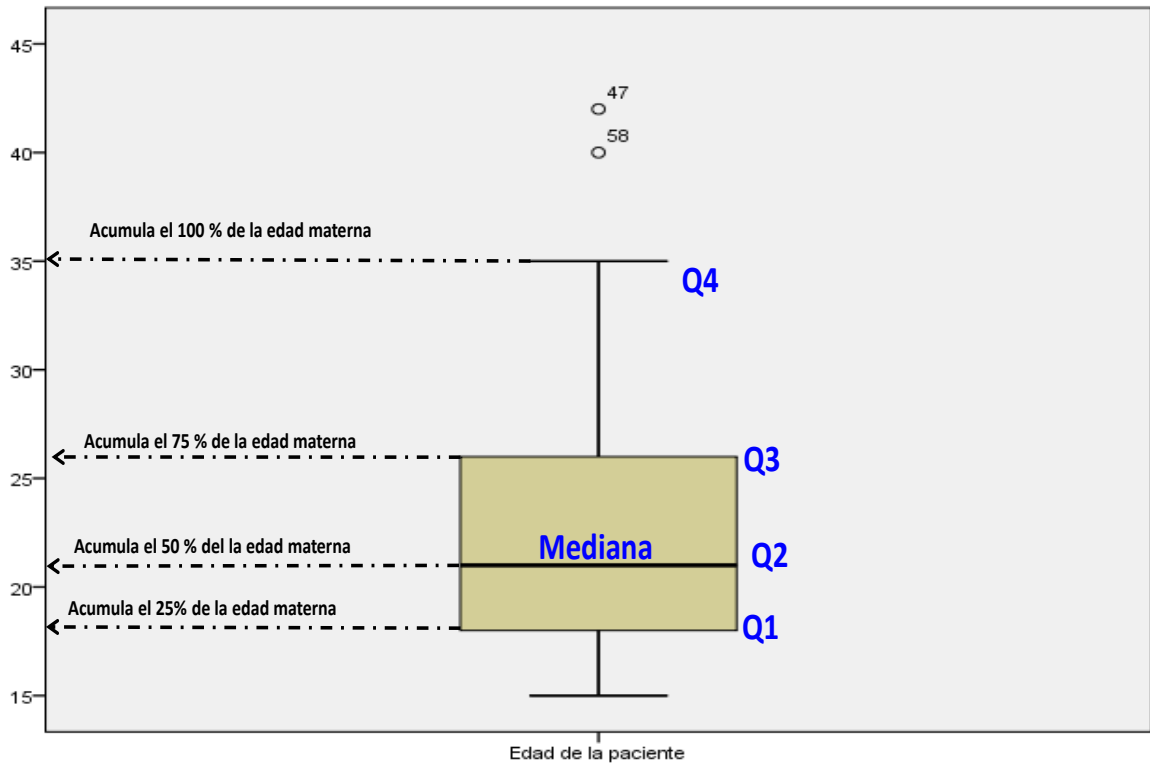 45
47
58
40
Acumula el 100 % de la edad materna
35
Q4
30
Acumula el 75 % de la edad materna
Q3
25
Acumula el 50 % del la edad materna
Mediana
Q2
20
Acumula el 25% de la edad materna
Q1
15
Edad de la paciente